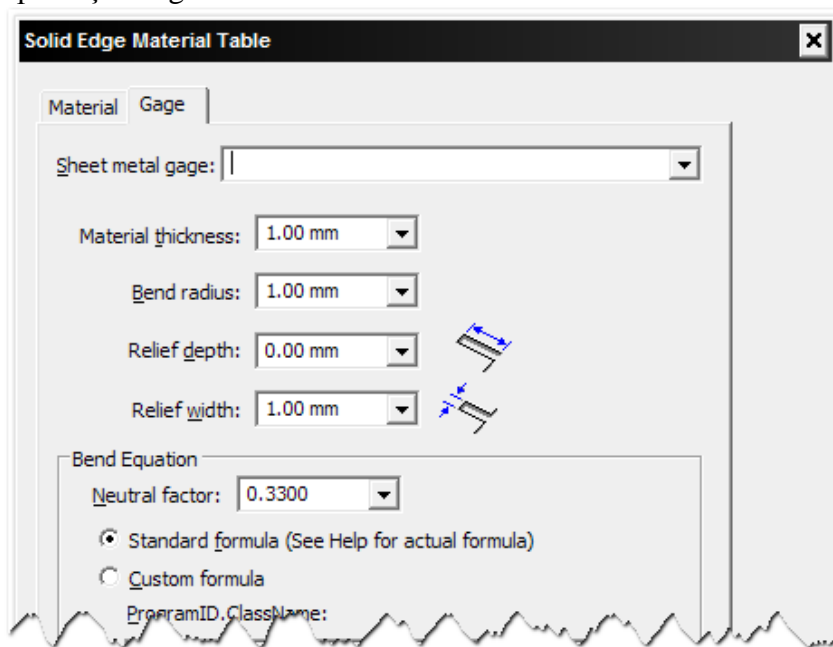 Solid Edge Material Table
Material Gage
Sheet metal gage:
Material thickness: 1.00 mm
Bend radius: 1.00 mm
Relief depth: 0.00 mm
Relief width: 1.00 mm
Bend Equation
Neutral factor: 0.3300
Standard formula (See Help for actual formula)
Custom formula
ProgramID.ClassName: